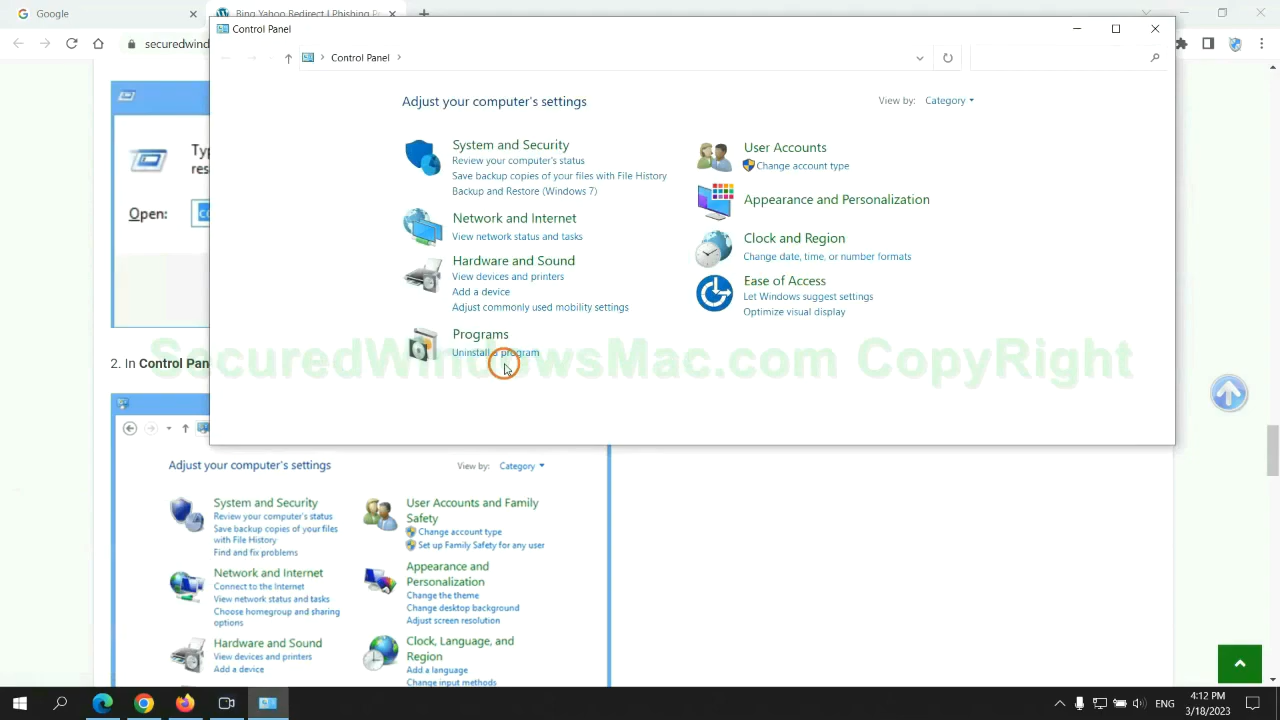 Google
Bing Yahoo Redirect | Phishing
securedwind
Control Panel
Control Panel
Adjust your computer's settings
View by: Category
System and Security
Review your computer's status
Save backup copies of your files with File History
Backup and Restore (Windows 7)
Network and Internet
View network status and tasks
Hardware and Sound
View devices and printers
Add a device
Adjust commonly used mobility settings
Programs
Uninstall a program
User Accounts
Change account type
Appearance and Personalization
Clock and Region
Change date, time, or number formats
Ease of Access
Let Windows suggest settings
Optimize visual display
SecuredWindowsMac.com CopyRight
Typ
res
Open:
2. In Control Pan
Adjust your computer's settings
View by: Category
System and Security
Review your computer's status
Save backup copies of your files
with File History
Find and fix problems
Network and Internet
Connect to the Internet
View network status and tasks
Choose homegroup and sharing
options
Hardware and Sound
View devices and printers
Add a device
User Accounts and Family
Safety
Change account type
Set up Family Safety for any user
Appearance and
Personalization
Change the theme
Change desktop background
Adjust screen resolution
Clock, Language, and
Region
Add a language
Change input methods
ENG
4:12 PM
3/18/2023